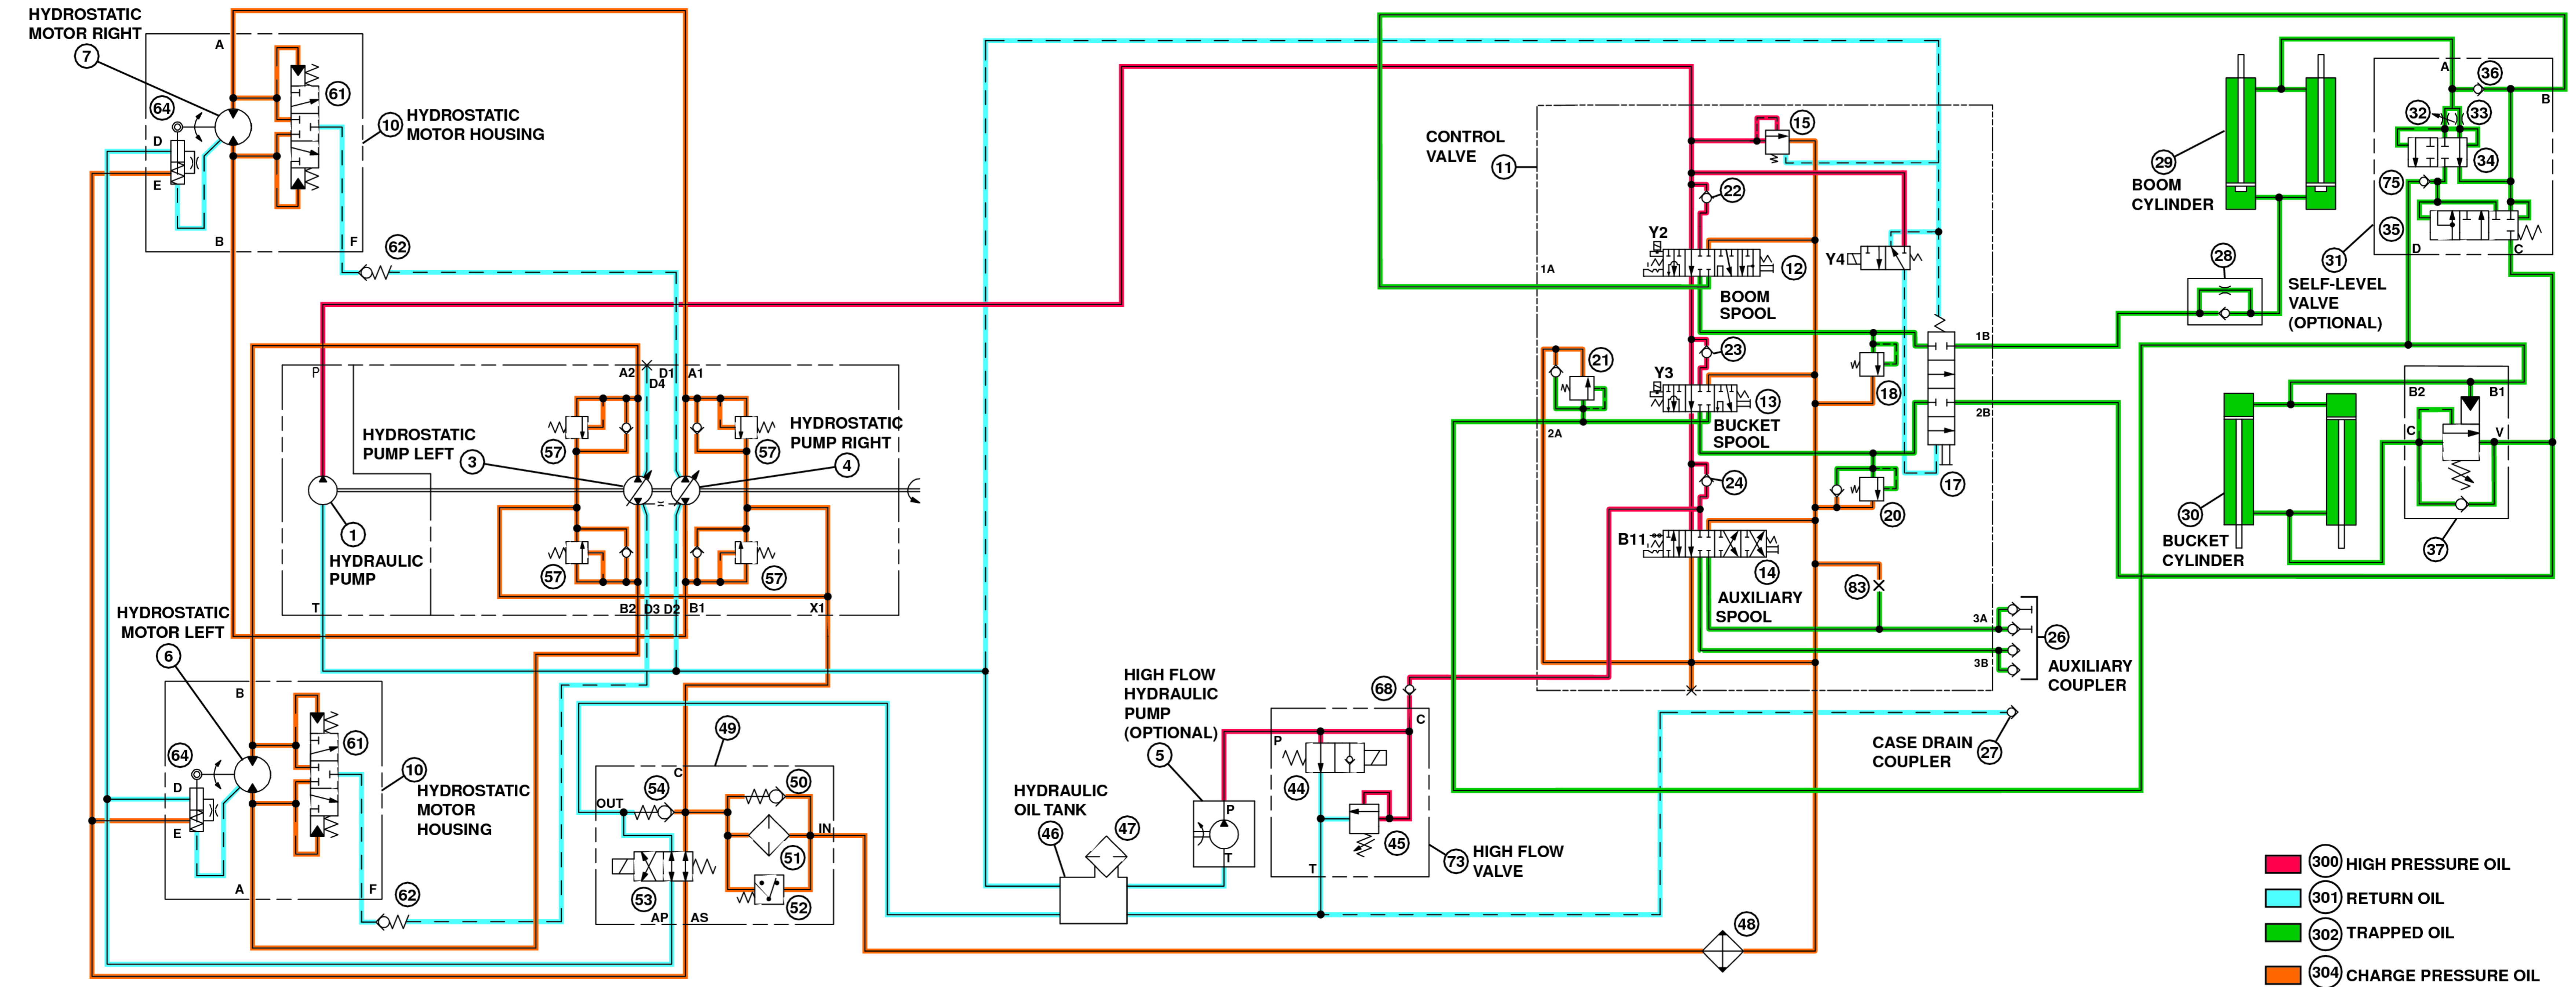 HYDROSTATIC
MOTOR RIGHT
7
A
61
64
10
HYDROSTATIC
MOTOR HOUSING
D
E
B
F
62
P
A2
D4
D1
A1
HYDROSTATIC
PUMP LEFT
3
57
57
HYDROSTATIC
PUMP RIGHT
4
1
HYDRAULIC
PUMP
57
57
T
B2
D3
D2
B1
X1
HYDROSTATIC
MOTOR LEFT
6
B
61
64
10
HYDROSTATIC
MOTOR
HOUSING
D
E
A
F
62
49
C
OUT
54
50
IN
51
53
52
AP
AS
HYDRAULIC
OIL TANK
46
47
HIGH FLOW
HYDRAULIC
PUMP
(OPTIONAL)
5
P
T
68
C
P
44
45
T
73
HIGH FLOW
VALVE
48
CONTROL
VALVE
11
15
22
Y2
12
Y4
1A
BOOM
SPOOL
23
21
Y3
13
18
BUCKET
SPOOL
1B
2B
2A
24
17
20
B11
14
AUXILIARY
SPOOL
83
3A
3B
26
AUXILIARY
COUPLER
CASE DRAIN
COUPLER
27
29
BOOM
CYLINDER
28
A
36
B
32
33
34
75
35
D
C
31
SELF-LEVEL
VALVE
(OPTIONAL)
B2
B1
C
V
30
BUCKET
CYLINDER
37
300 HIGH PRESSURE OIL
301 RETURN OIL
302 TRAPPED OIL
304 CHARGE PRESSURE OIL